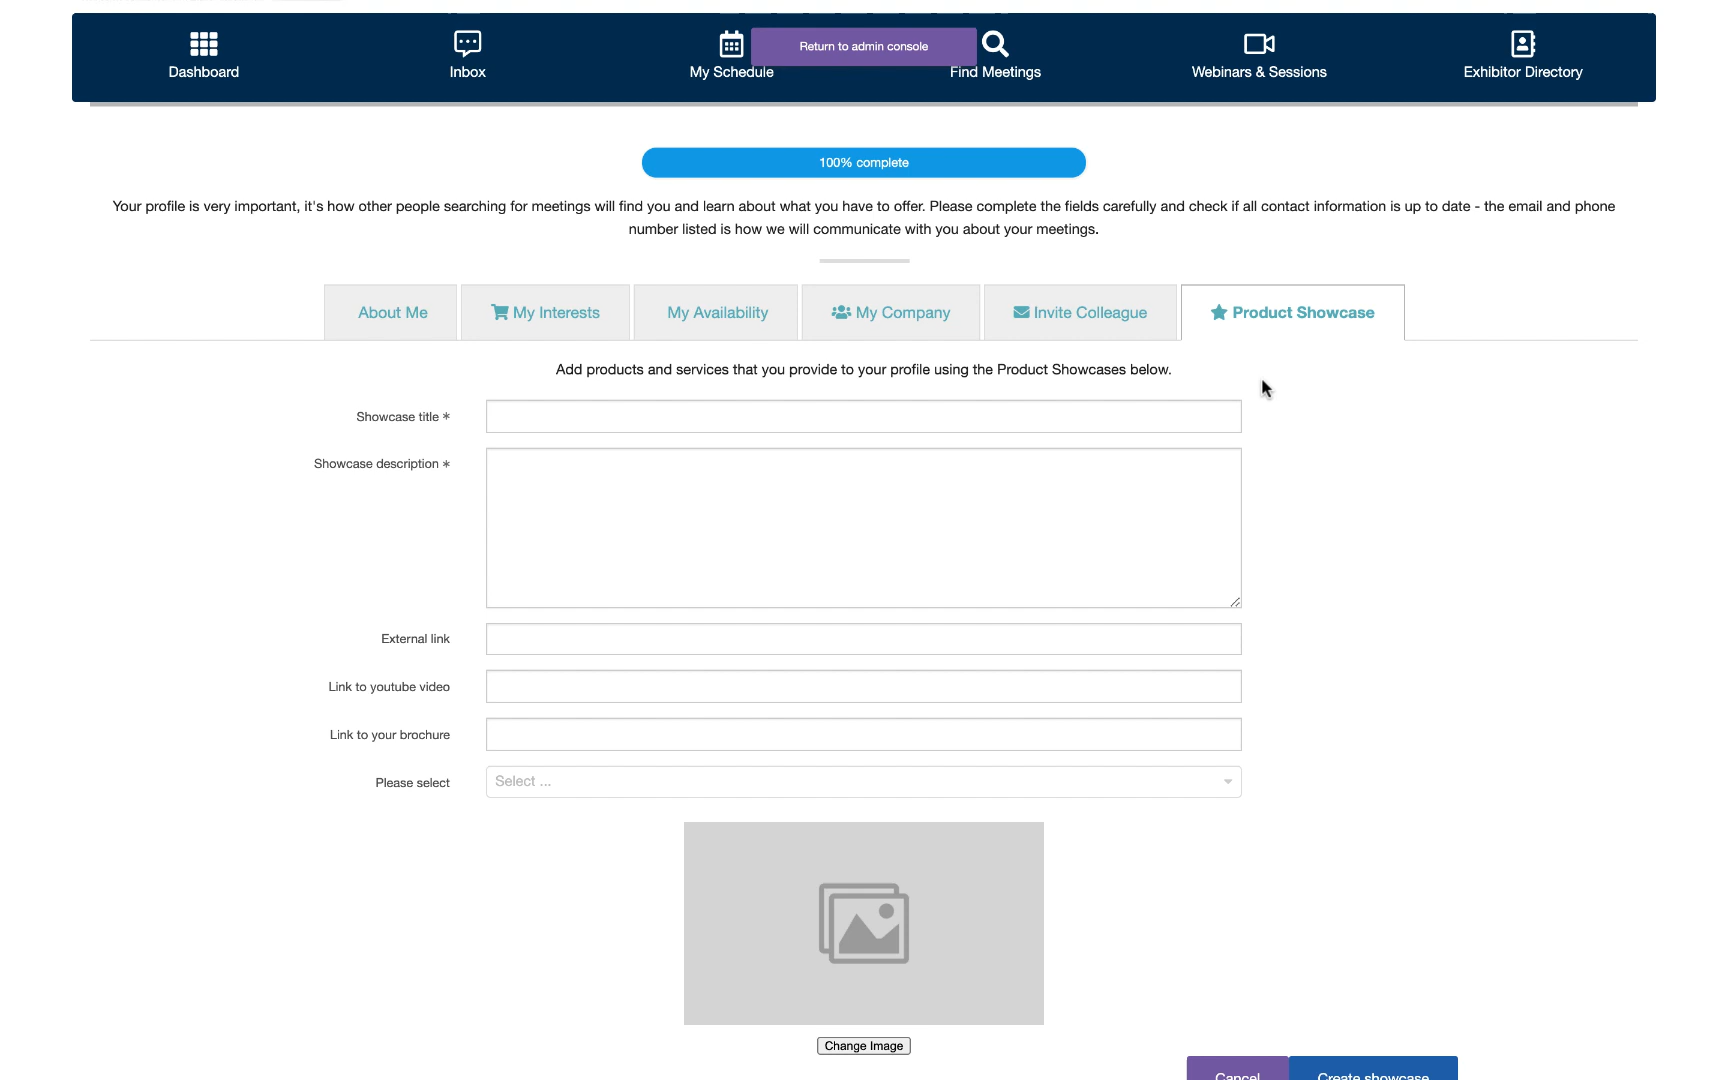 Dashboard
Inbox
My Schedule
Return to admin console
Find Meetings
Webinars & Sessions
Exhibitor Directory
100% complete
Your profile is very important, it's how other people searching for meetings will find you and learn about what you have to offer. Please complete the fields carefully and check if all contact information is up to date - the email and phone
number listed is how we will communicate with you about your meetings.
About Me
My Interests
My Availability
My Company
Invite Colleague
Product Showcase
Add products and services that you provide to your profile using the Product Showcases below.
Showcase title *
Showcase description *
External link
Link to youtube video
Link to your brochure
Please select
Select ...
Change Image
Cancel
Create showcase